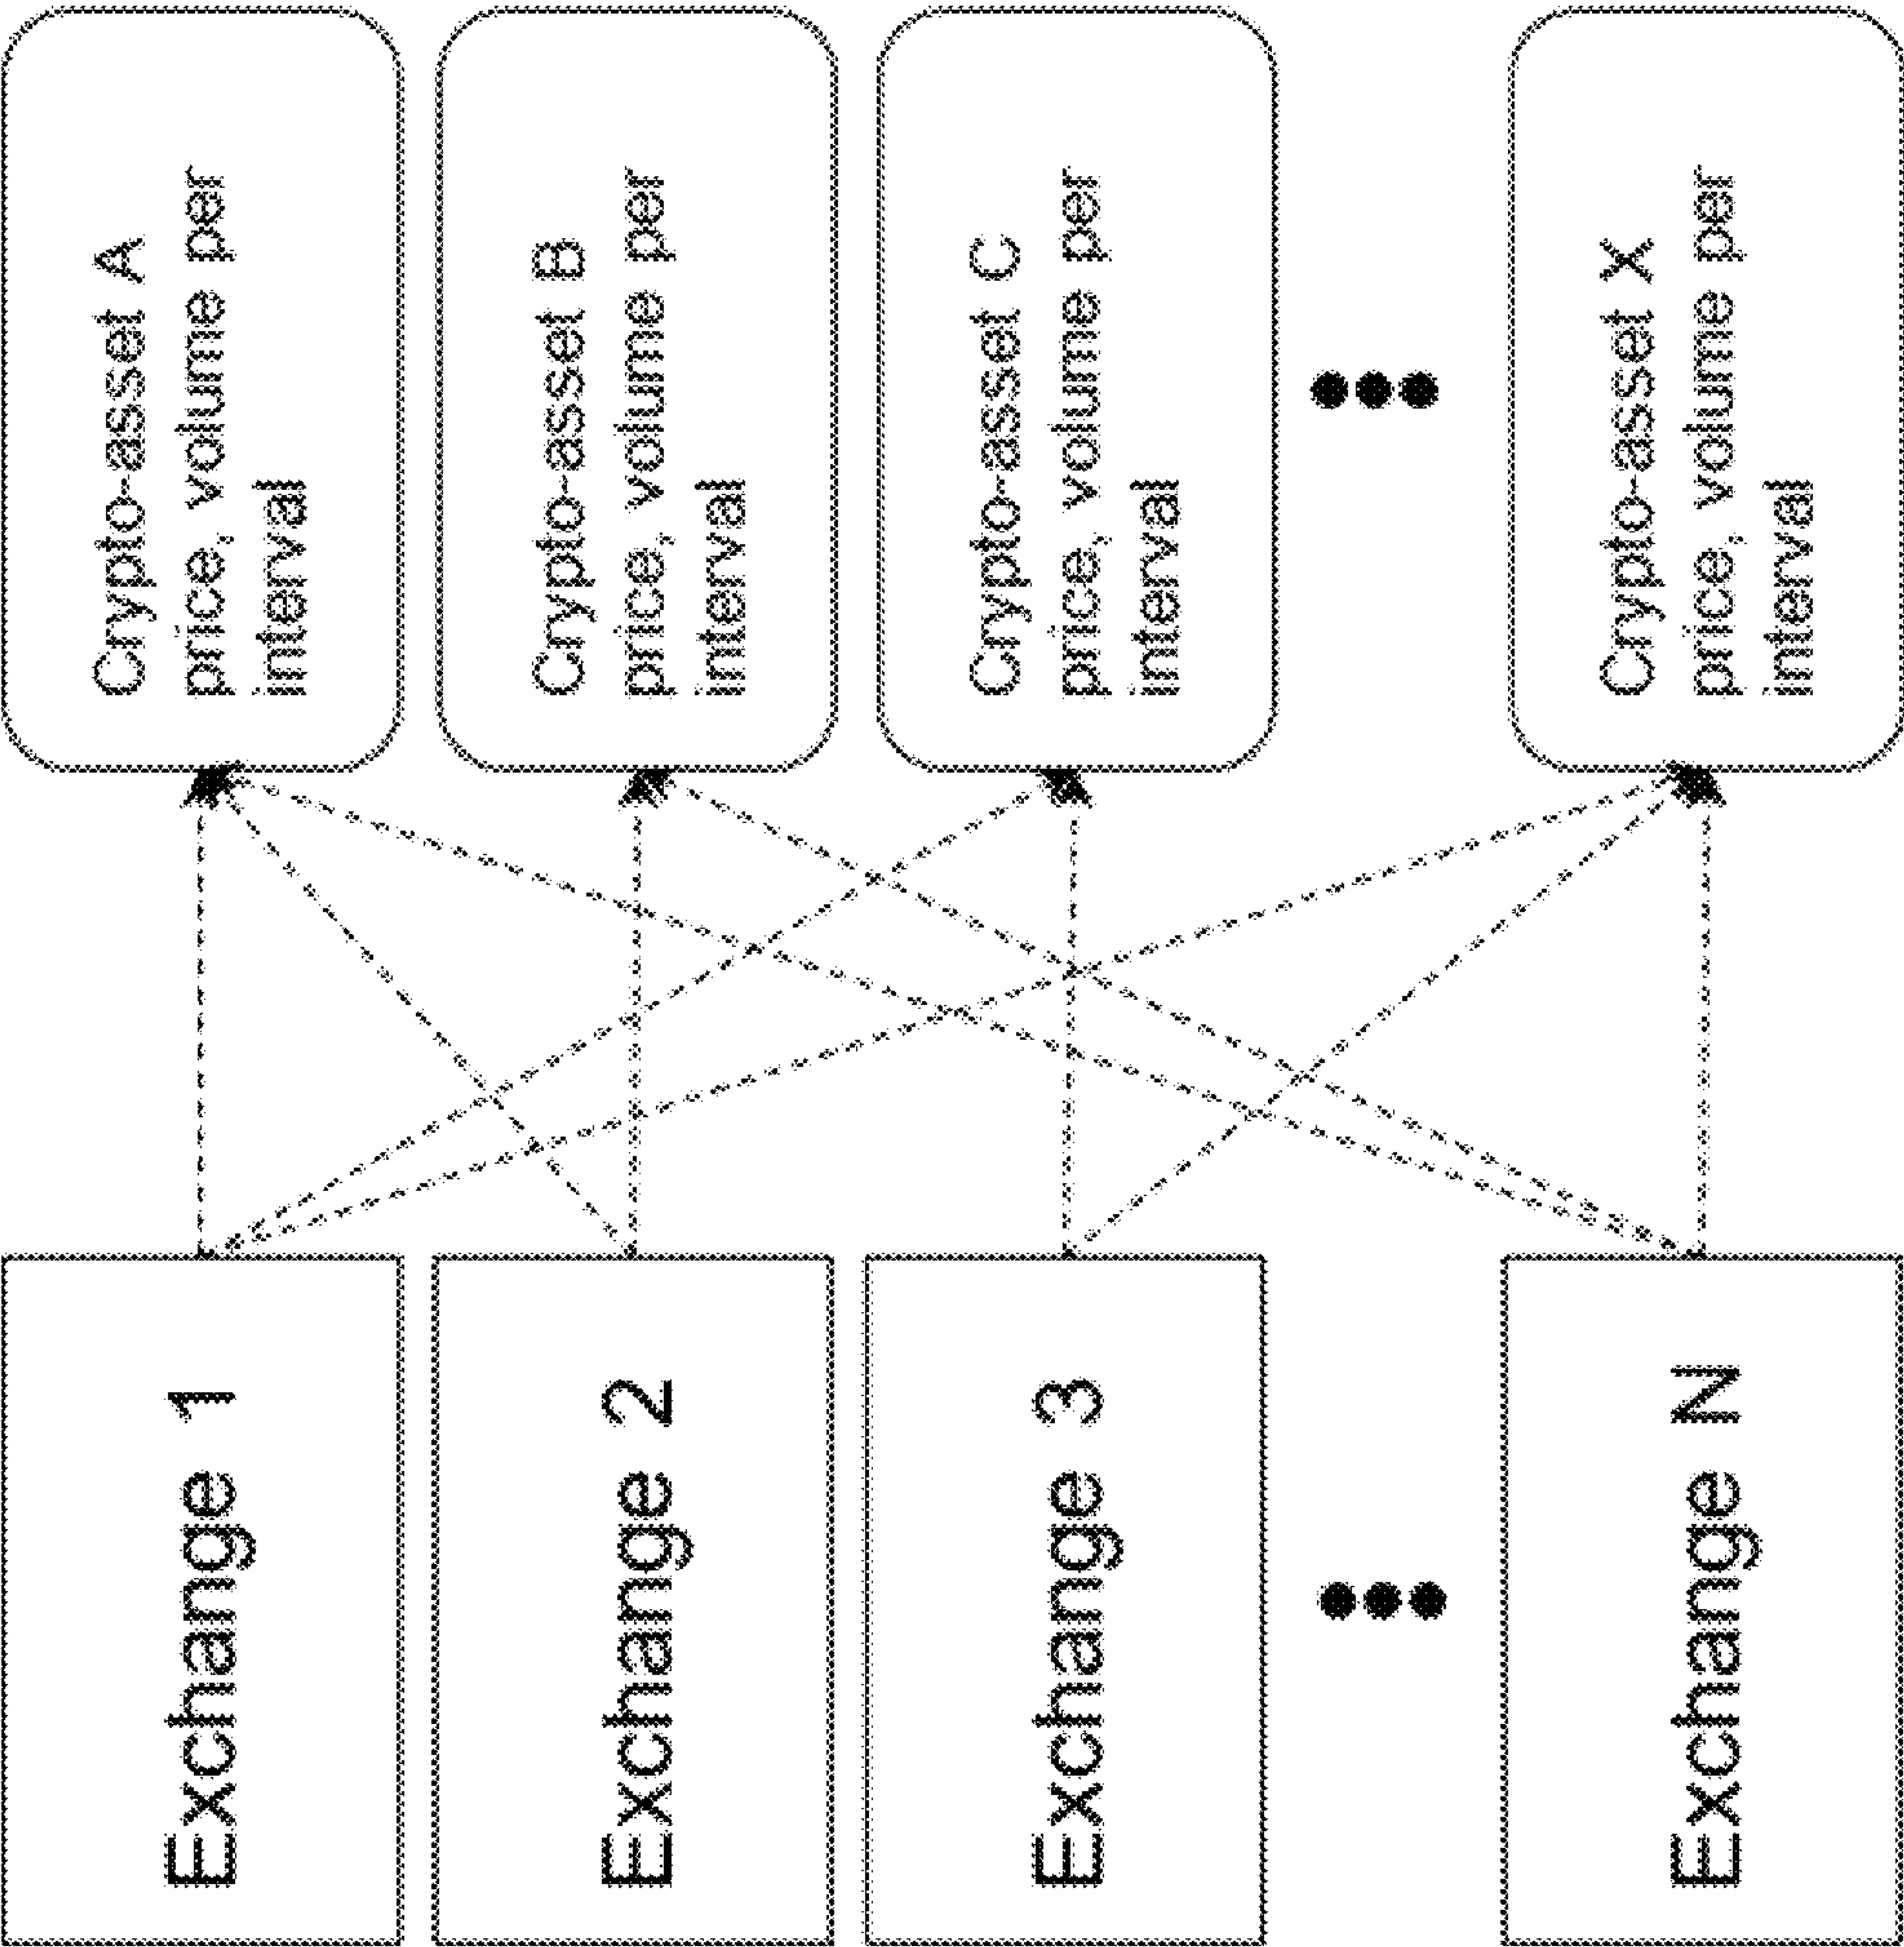 Exchange 1
Crypto-asset A
price, volume per
interval
Exchange 2
Crypto-asset B
price, volume per
interval
Exchange 3
Crypto-asset C
price, volume per
interval
Exchange N
Crypto-asset X
price, volume per
interval